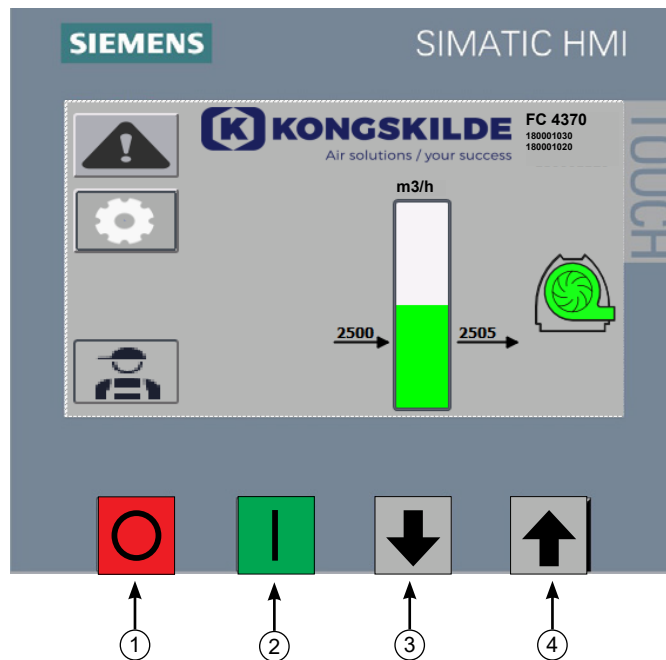 SIEMENS
SIMATIC HMI
TOUCH
K KONGSKILDE
Air solutions / your success
FC 4370
180001030
180001020
m3/h
2500
2505
1
2
3
4